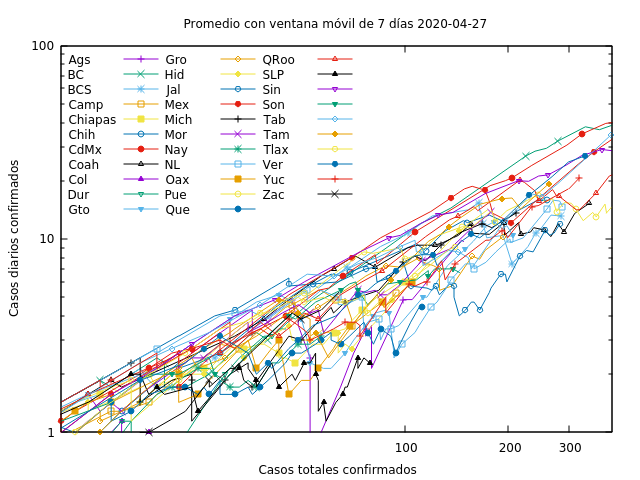 Promedio con ventana móvil de 7 días 2020-04-27
100
10
1
Casos diarios confirmados
Ags Gro QRoo
BC Hid SLP
BCS Jal Sin
Camp Mex Son
Chiapas Mich Tab
Chih Mor Tam
CdMx Nay Tlax
Coah NL Ver
Col Oax Yuc
Dur Pue Zac
Gto Que
100 200 300
Casos totales confirmados